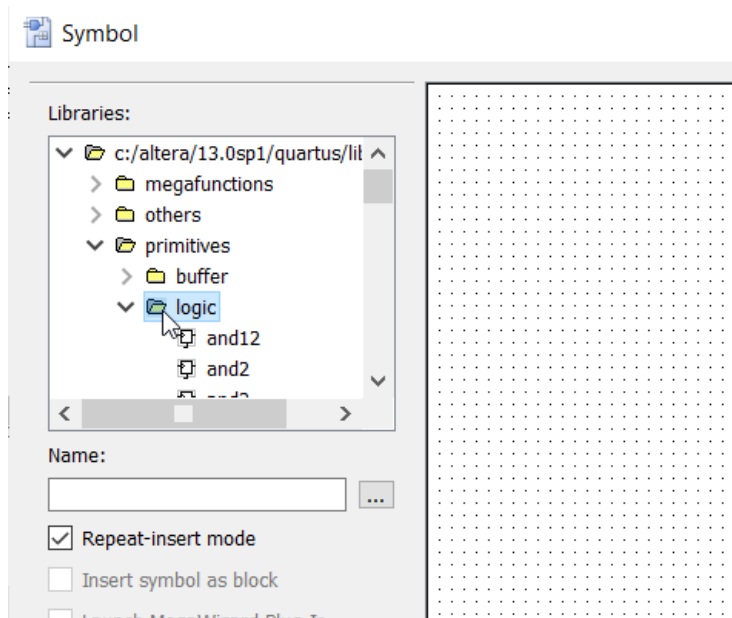 Symbol
Libraries:
c:/altera/13.0sp1/quartus/lib
megafunctions
others
primitives
buffer
logic
and12
and2
Name:
...
Repeat-insert mode
Insert symbol as block